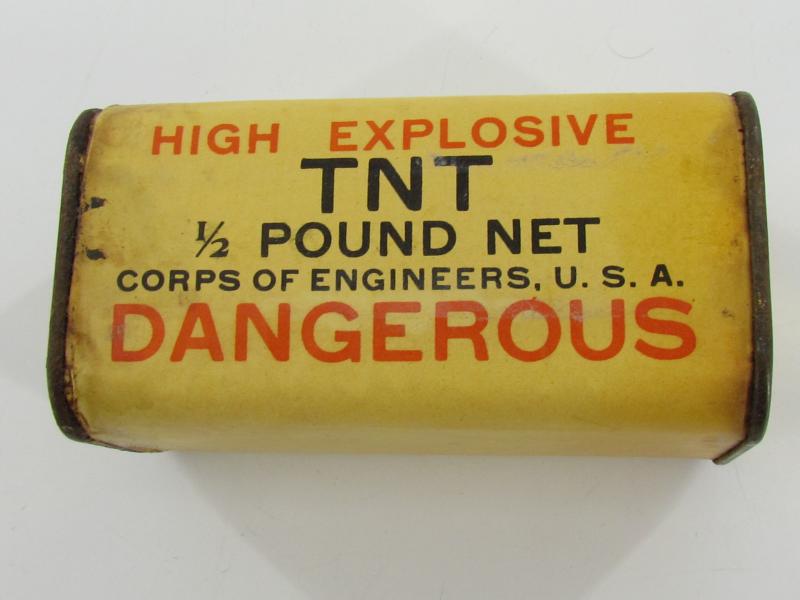 HIGH EXPLOSIVE
TNT
1/2 POUND NET
CORPS OF ENGINEERS, U. S. A.
DANGEROUS